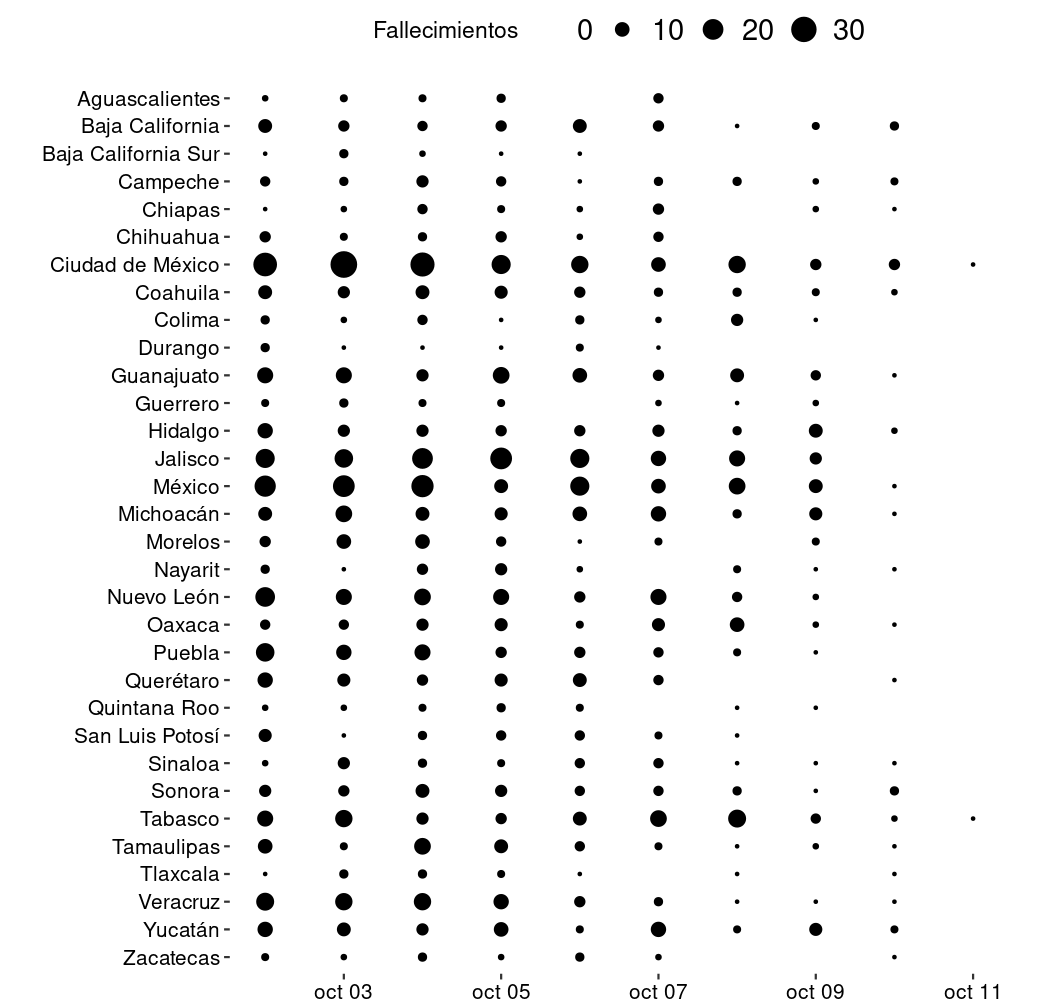 Fallecimientos 0 10 20 30
Aguascalientes
Baja California
Baja California Sur
Campeche
Chiapas
Chihuahua
Ciudad de México
Coahuila
Colima
Durango
Guanajuato
Guerrero
Hidalgo
Jalisco
México
Michoacán
Morelos
Nayarit
Nuevo León
Oaxaca
Puebla
Querétaro
Quintana Roo
San Luis Potosí
Sinaloa
Sonora
Tabasco
Tamaulipas
Tlaxcala
Veracruz
Yucatán
Zacatecas
oct 03 oct 05 oct 07 oct 09 oct 11